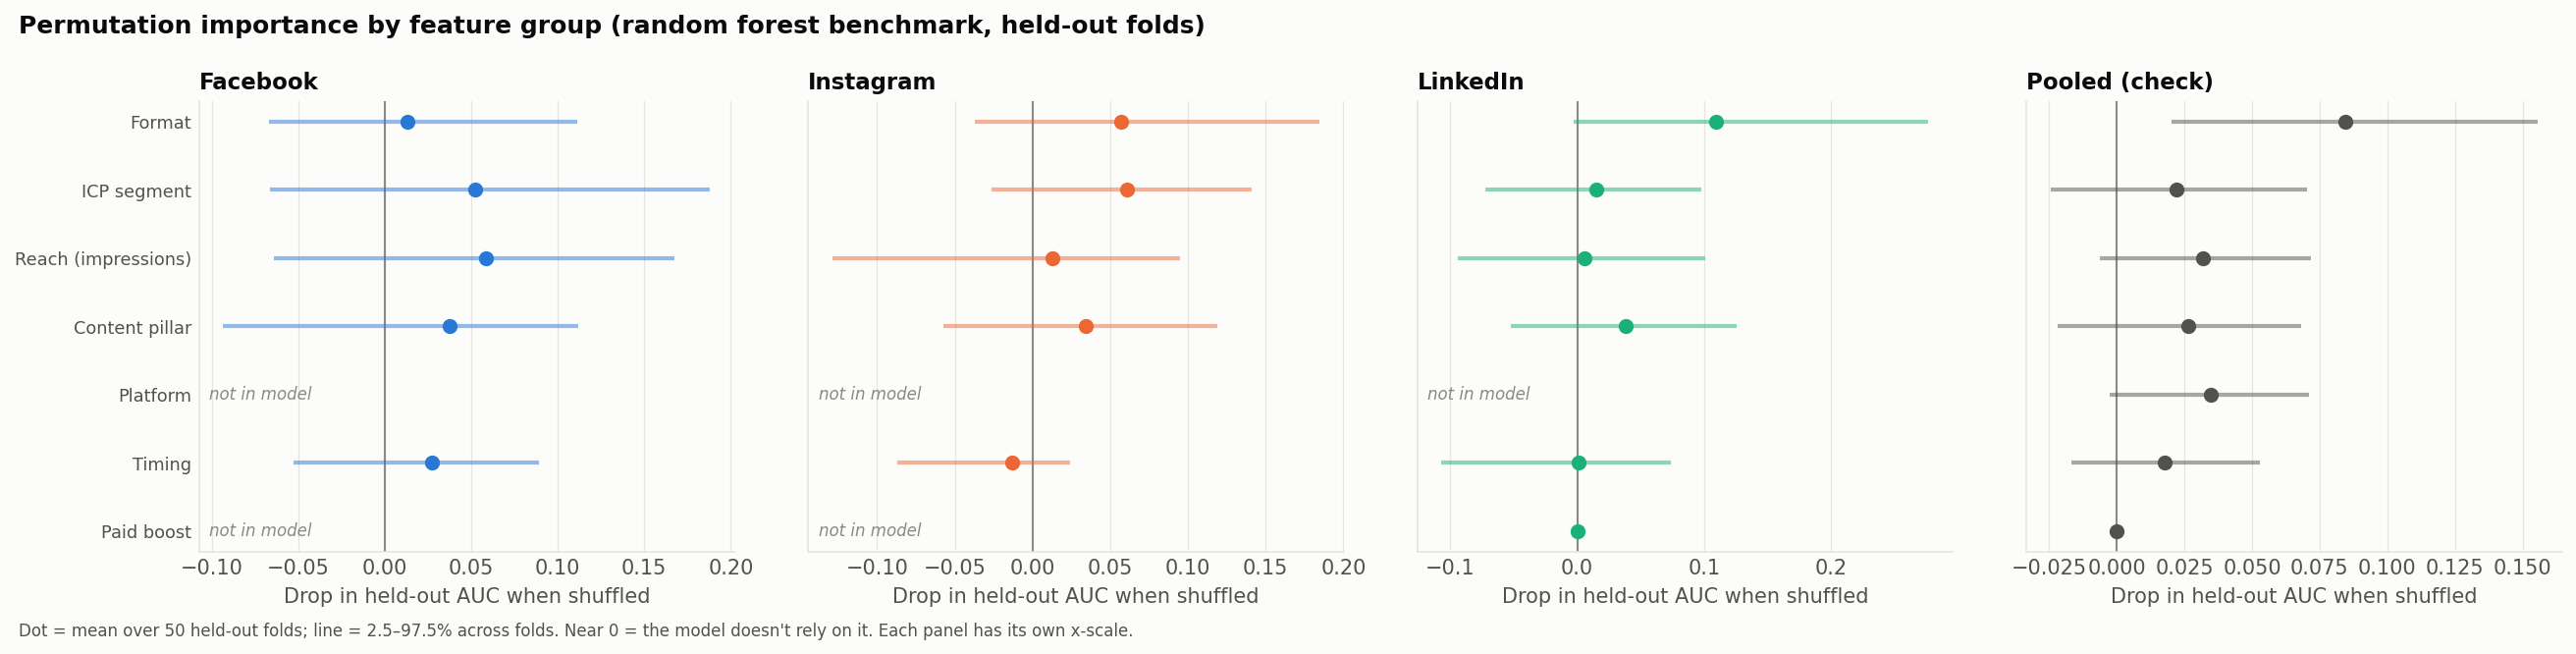 Permutation importance by feature group (random forest benchmark, held-out folds)
Facebook
Instagram
LinkedIn
Pooled (check)
Format
ICP segment
Reach (impressions)
Content pillar
Platform
not in model
not in model
not in model
Timing
Paid boost
not in model
not in model
−0.10 −0.05 0.00 0.05 0.10 0.15 0.20
−0.10 −0.05 0.00 0.05 0.10 0.15 0.20
−0.1 0.0 0.1 0.2
−0.025 0.000 0.025 0.050 0.075 0.100 0.125 0.150
Drop in held-out AUC when shuffled
Drop in held-out AUC when shuffled
Drop in held-out AUC when shuffled
Drop in held-out AUC when shuffled
Dot = mean over 50 held-out folds; line = 2.5–97.5% across folds. Near 0 = the model doesn't rely on it. Each panel has its own x-scale.